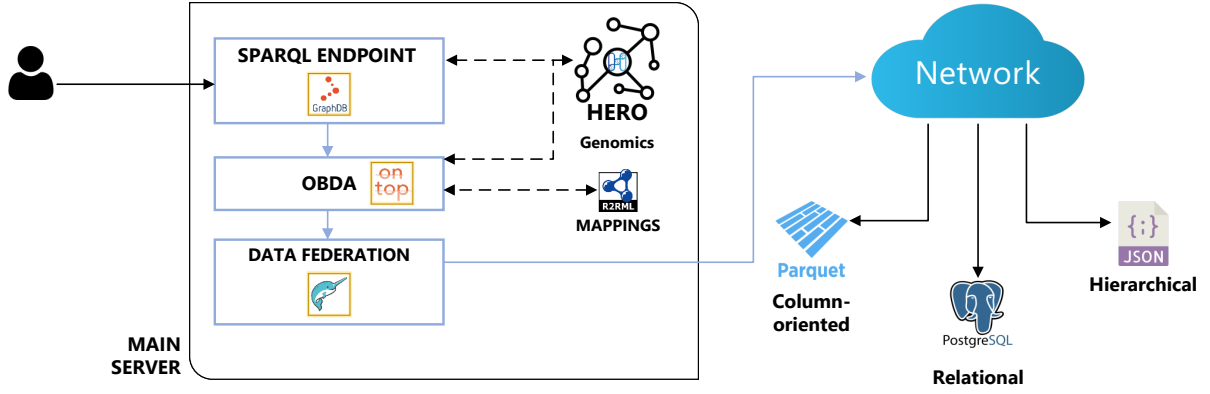 SPARQL ENDPOINT
GraphDB
HERO
Genomics
OBDA
on
top
R2RML
MAPPINGS
DATA FEDERATION
MAIN
SERVER
Network
Parquet
Column-
oriented
PostgreSQL
Relational
{;}
JSON
Hierarchical